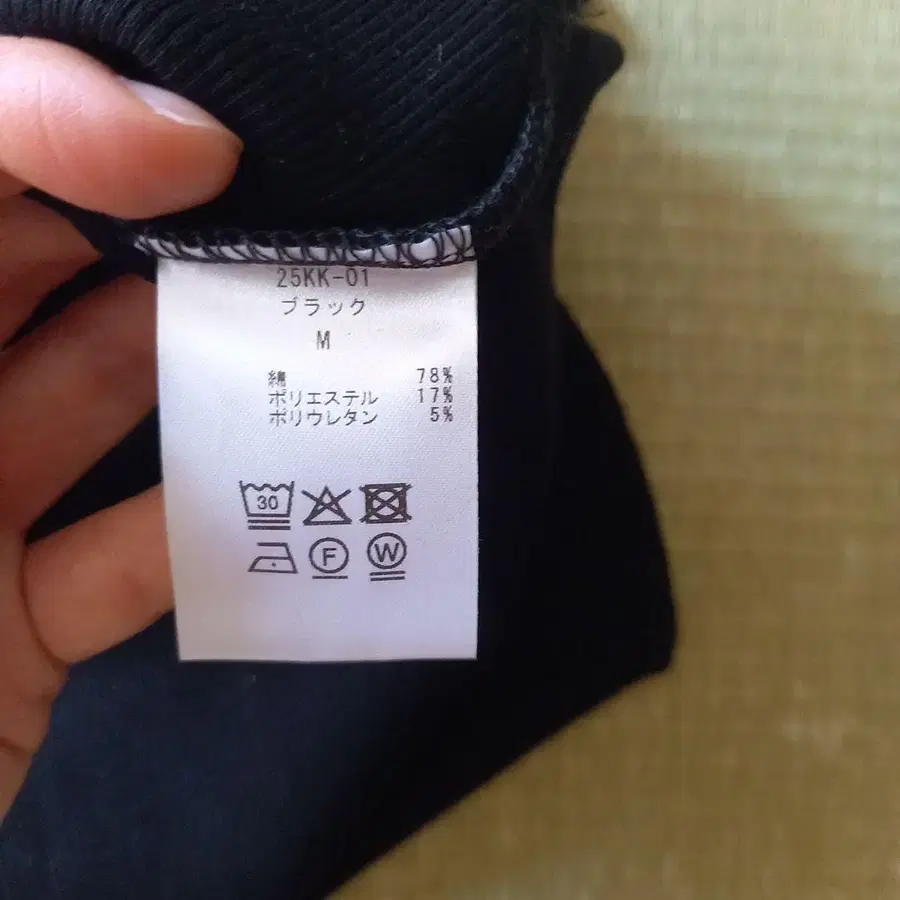 25KK-01
ブラック
M
綿 78%
ポリエステル 17%
ポリウレタン 5%
30
F W